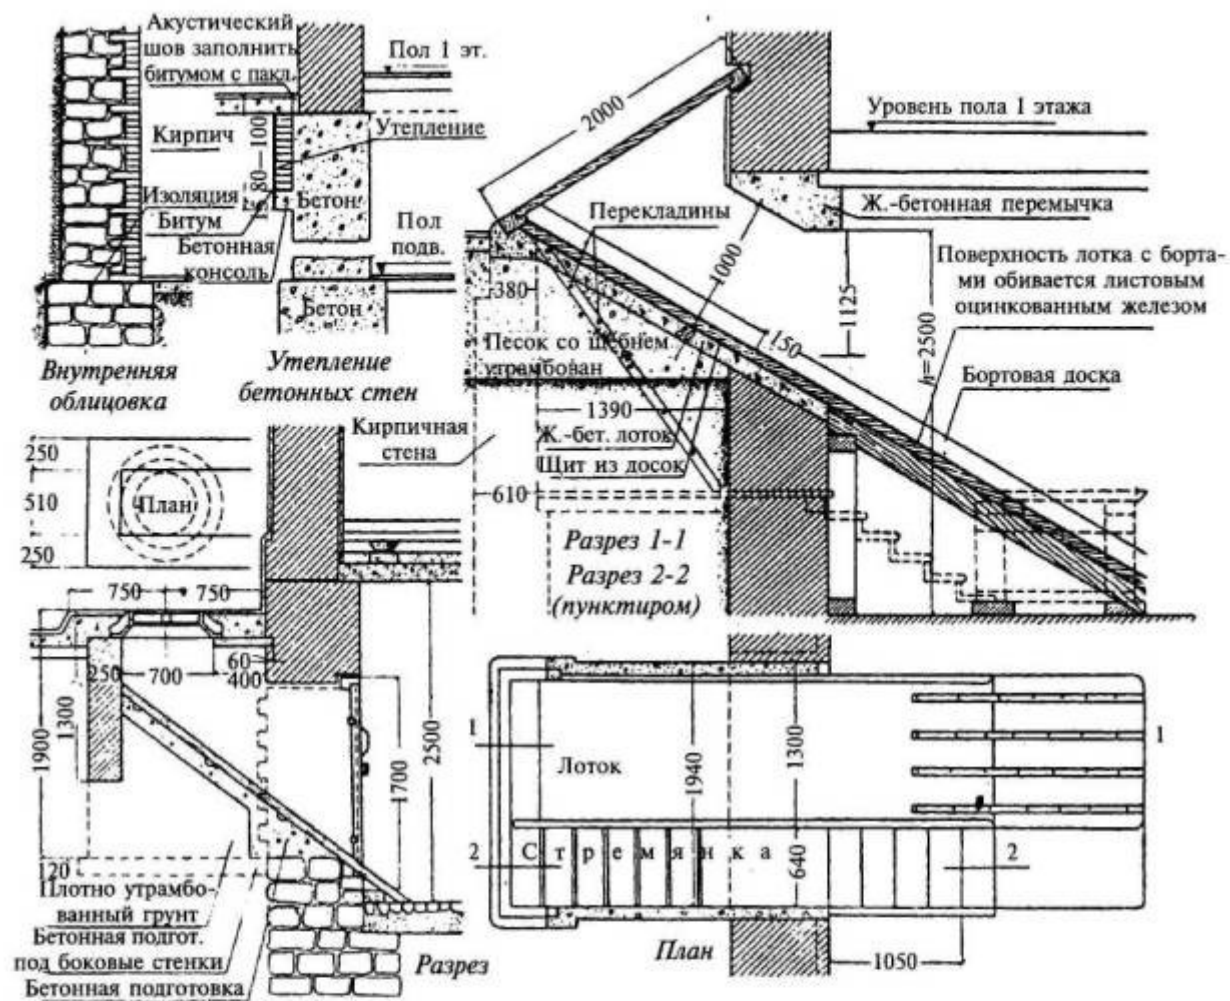 Акустический
шов заполнить
битумом с пакл.
Пол 1 эт.
Кирпич
100
80—
Утепление
Изоляция
Битум
Бетон
Бетонная
консоль
Пол
подв.
Бетон
Внутренняя
облицовка
Утепление
бетонных стен
2000
Уровень пола 1 этажа
Перекладины
Ж.-бетонная перемычка
1000
380
1125
h=2500
Поверхность лотка с борта-
ми обивается листовым
оцинкованным железом
150
Песок со щебнем
утрамбован
Бортовая доска
1390
Кирпичная
стена
Ж.-бет. лоток
Щит из досок
610
Разрез 1-1
Разрез 2-2
(пунктиром)
250
510
250
План
750
750
250
700
60
400
1900
1300
2500
1700
120
Плотно утрамбо-
ванный грунт
Бетонная подгот.
под боковые стенки
Бетонная подготовка
Разрез
1
1
Лоток
1940
1300
2
Стремянка
640
2
План
1050